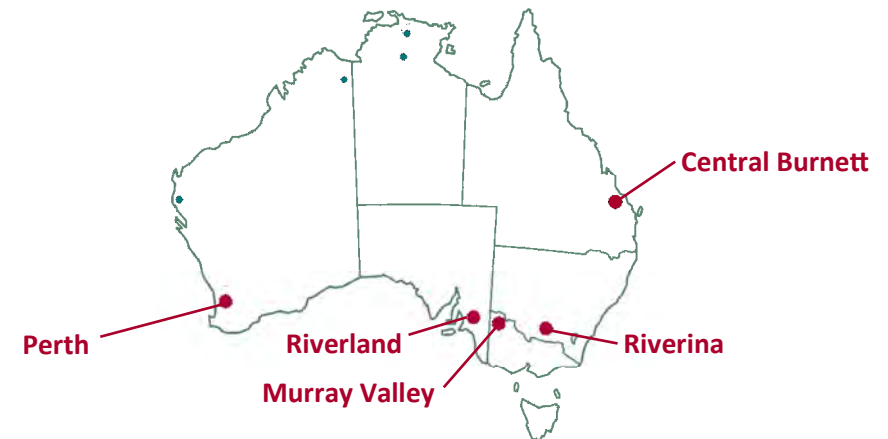 Central Burnett
Perth
Riverland
Riverina
Murray Valley